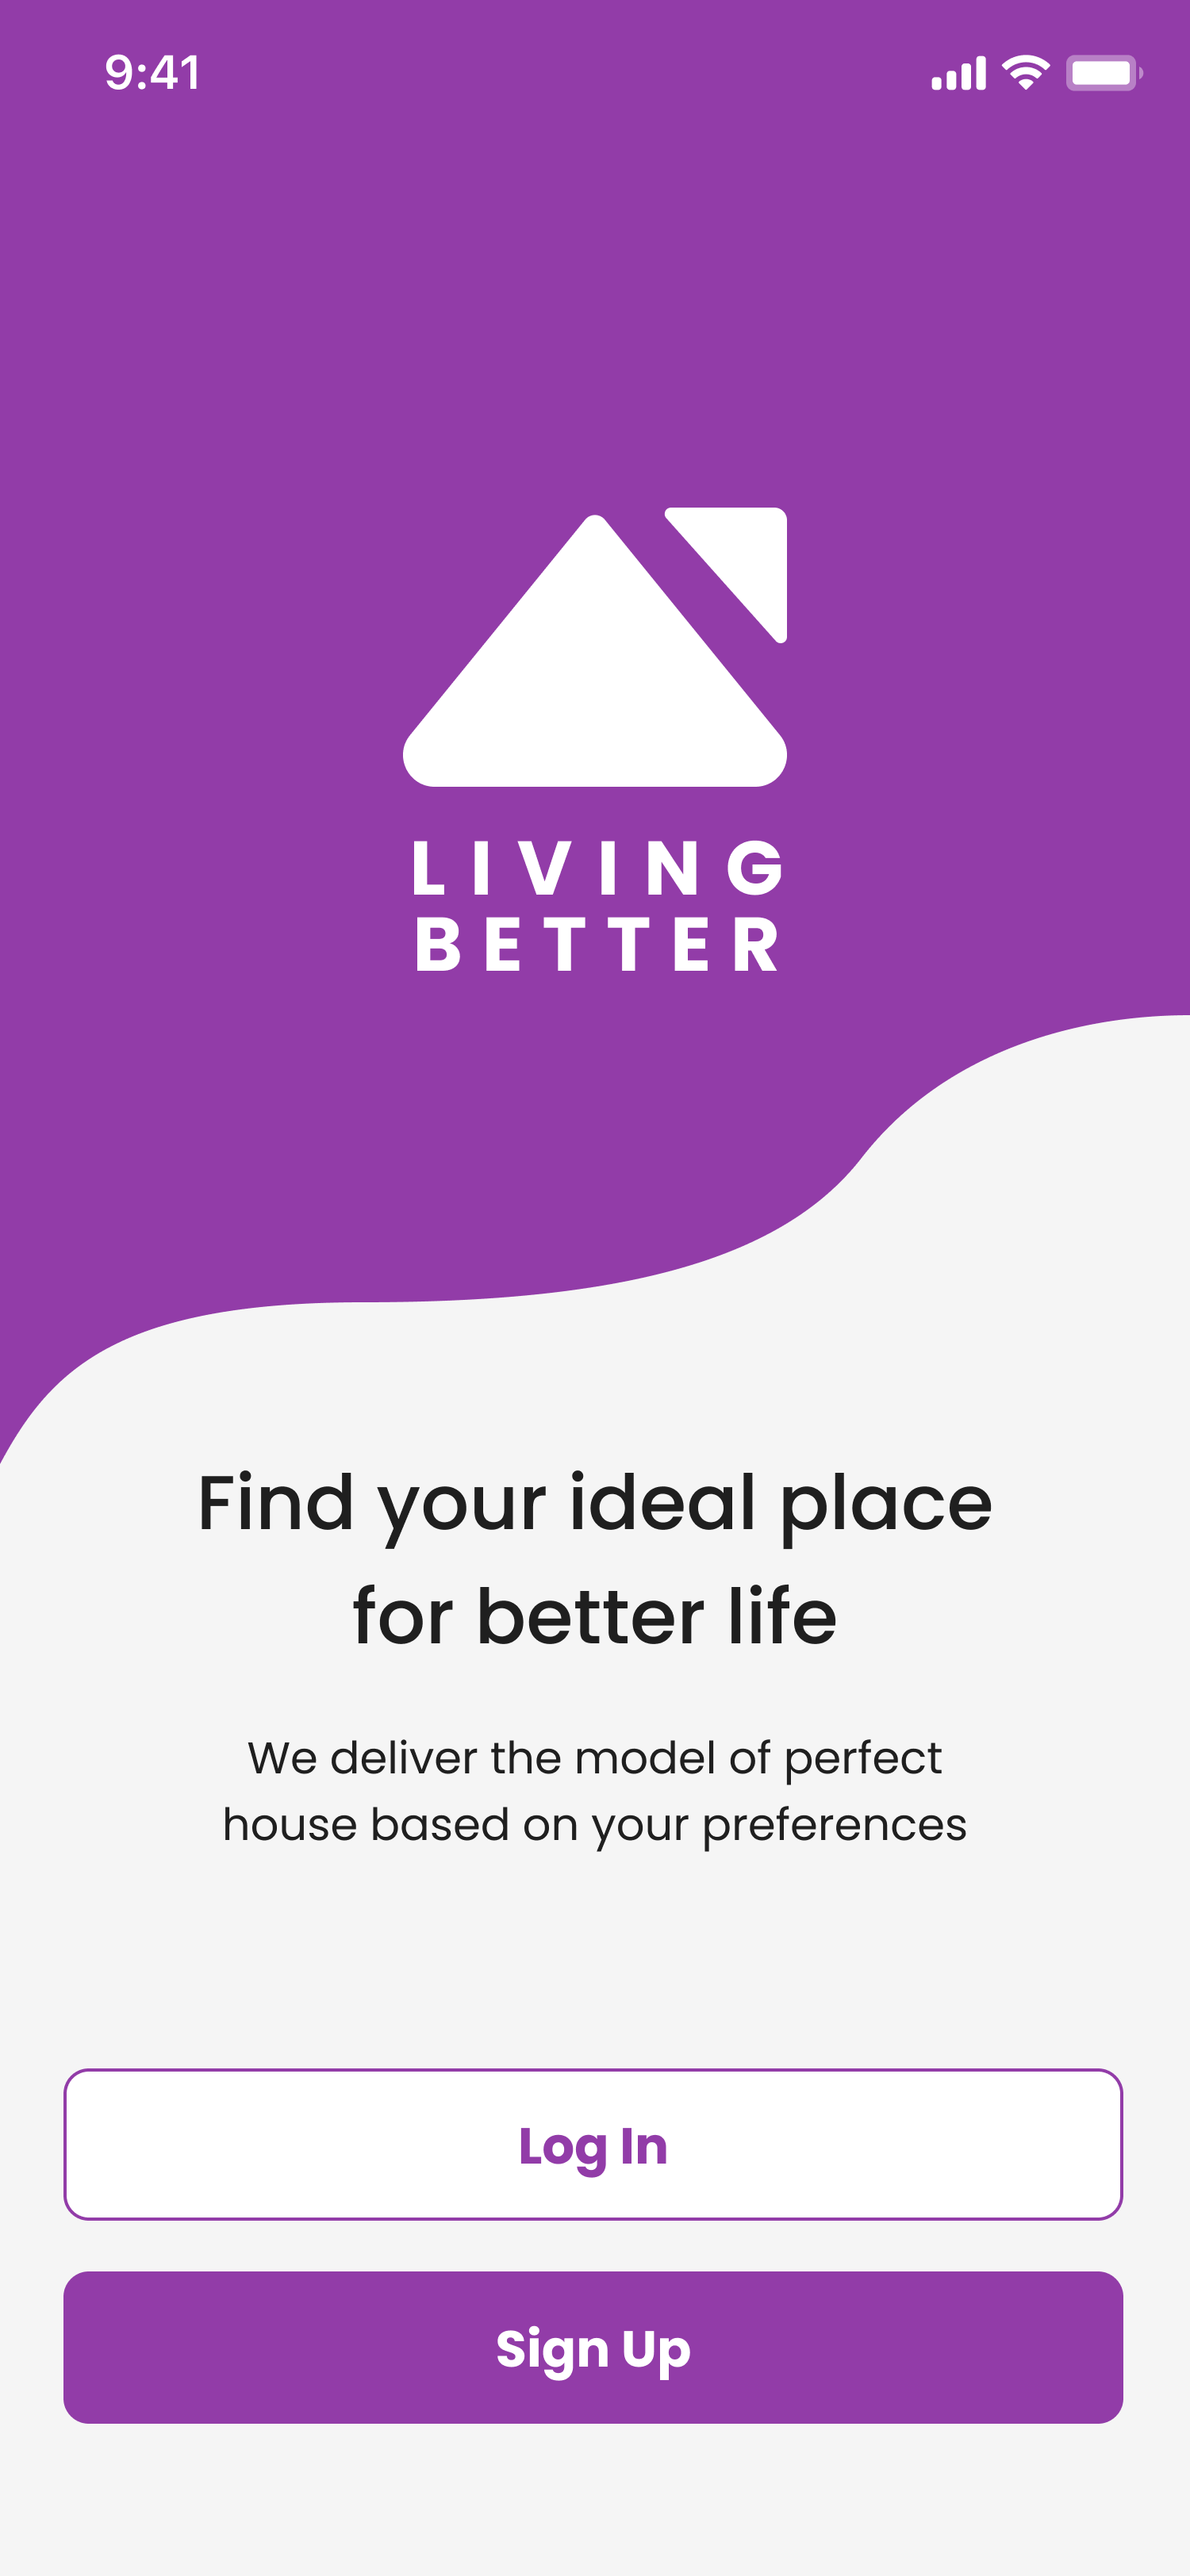 9:41
LIVING
BETTER
Find your ideal place
for better life
We deliver the model of perfect
house based on your preferences
Log In
Sign Up